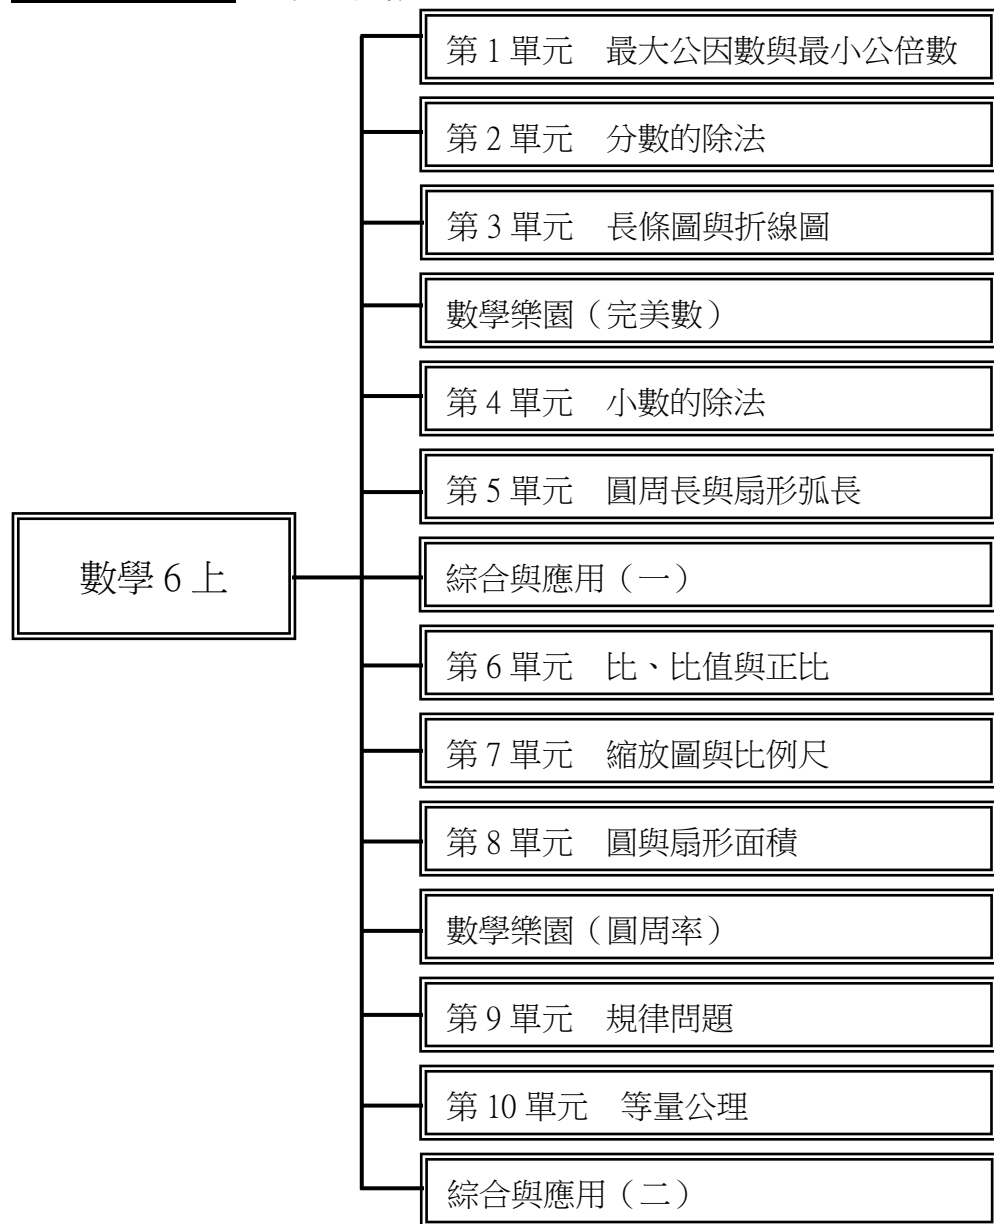 第 1 單元　最大公因數與最小公倍數
第 2 單元　分數的除法
第 3 單元　長條圖與折線圖
數學樂園（完美數）
第 4 單元　小數的除法
第 5 單元　圓周長與扇形弧長
數學 6 上
綜合與應用（一）
第 6 單元　比、比值與正比
第 7 單元　縮放圖與比例尺
第 8 單元　圓與扇形面積
數學樂園（圓周率）
第 9 單元　規律問題
第 10 單元　等量公理
綜合與應用（二）